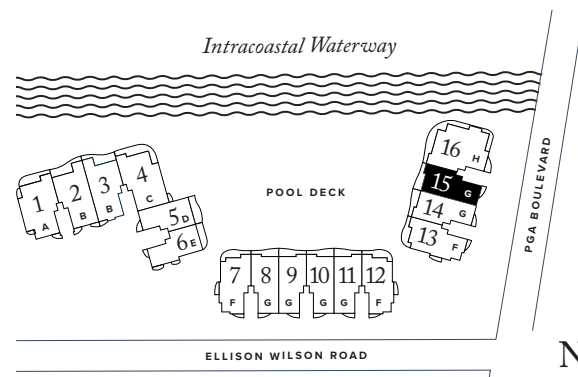 Intracoastal Waterway
16 H
15 G
14 G
13 F
PGA BOULEVARD
POOL DECK
1 A
2 B
3 B
4 C
5 D
6 E
7 F
8 G
9 G
10 G
11 G
12 F
ELLISON WILSON ROAD
N